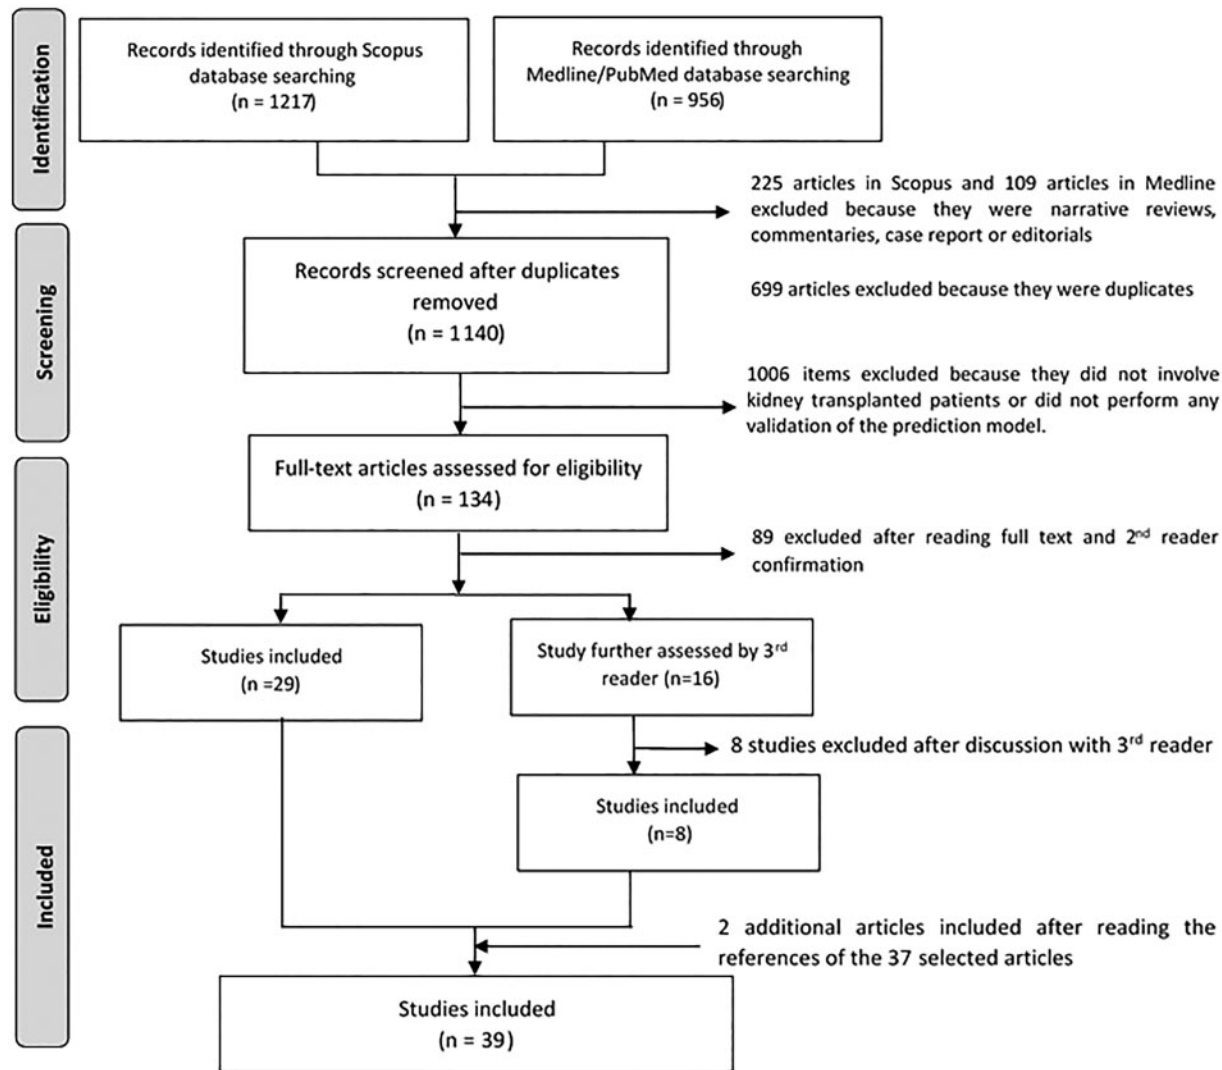 Identification
Records identified through Scopus
database searching
(n = 1217)
Records identified through
Medline/PubMed database searching
(n = 956)
225 articles in Scopus and 109 articles in Medline
excluded because they were narrative reviews,
commentaries, case report or editorials
Screening
Records screened after duplicates
removed
(n = 1140)
699 articles excluded because they were duplicates
1006 items excluded because they did not involve
kidney transplanted patients or did not perform any
validation of the prediction model.
Eligibility
Full-text articles assessed for eligibility
(n = 134)
89 excluded after reading full text and 2nd reader
confirmation
Studies included
(n =29)
Study further assessed by 3rd
reader (n=16)
8 studies excluded after discussion with 3rd reader
Included
Studies included
(n=8)
2 additional articles included after reading the
references of the 37 selected articles
Studies included
(n = 39)